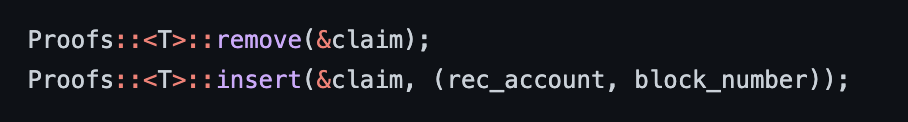 Proofs::<T>::remove(&claim);
Proofs::<T>::insert(&claim, (rec_account, block_number));